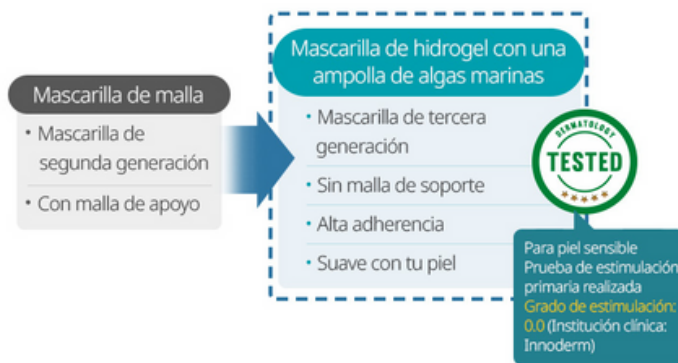 Mascarilla de malla
• Mascarilla de
segunda generación
• Con malla de apoyo
Mascarilla de hidrogel con una
ampolla de algas marinas
• Mascarilla de tercera
generación
• Sin malla de soporte
• Alta adherencia
• Suave con tu piel
DERMATOLOGY
TESTED
Para piel sensible
Prueba de estimulación
primaria realizada
Grado de estimulación:
0.0 (Institución clínica:
Innoderm)